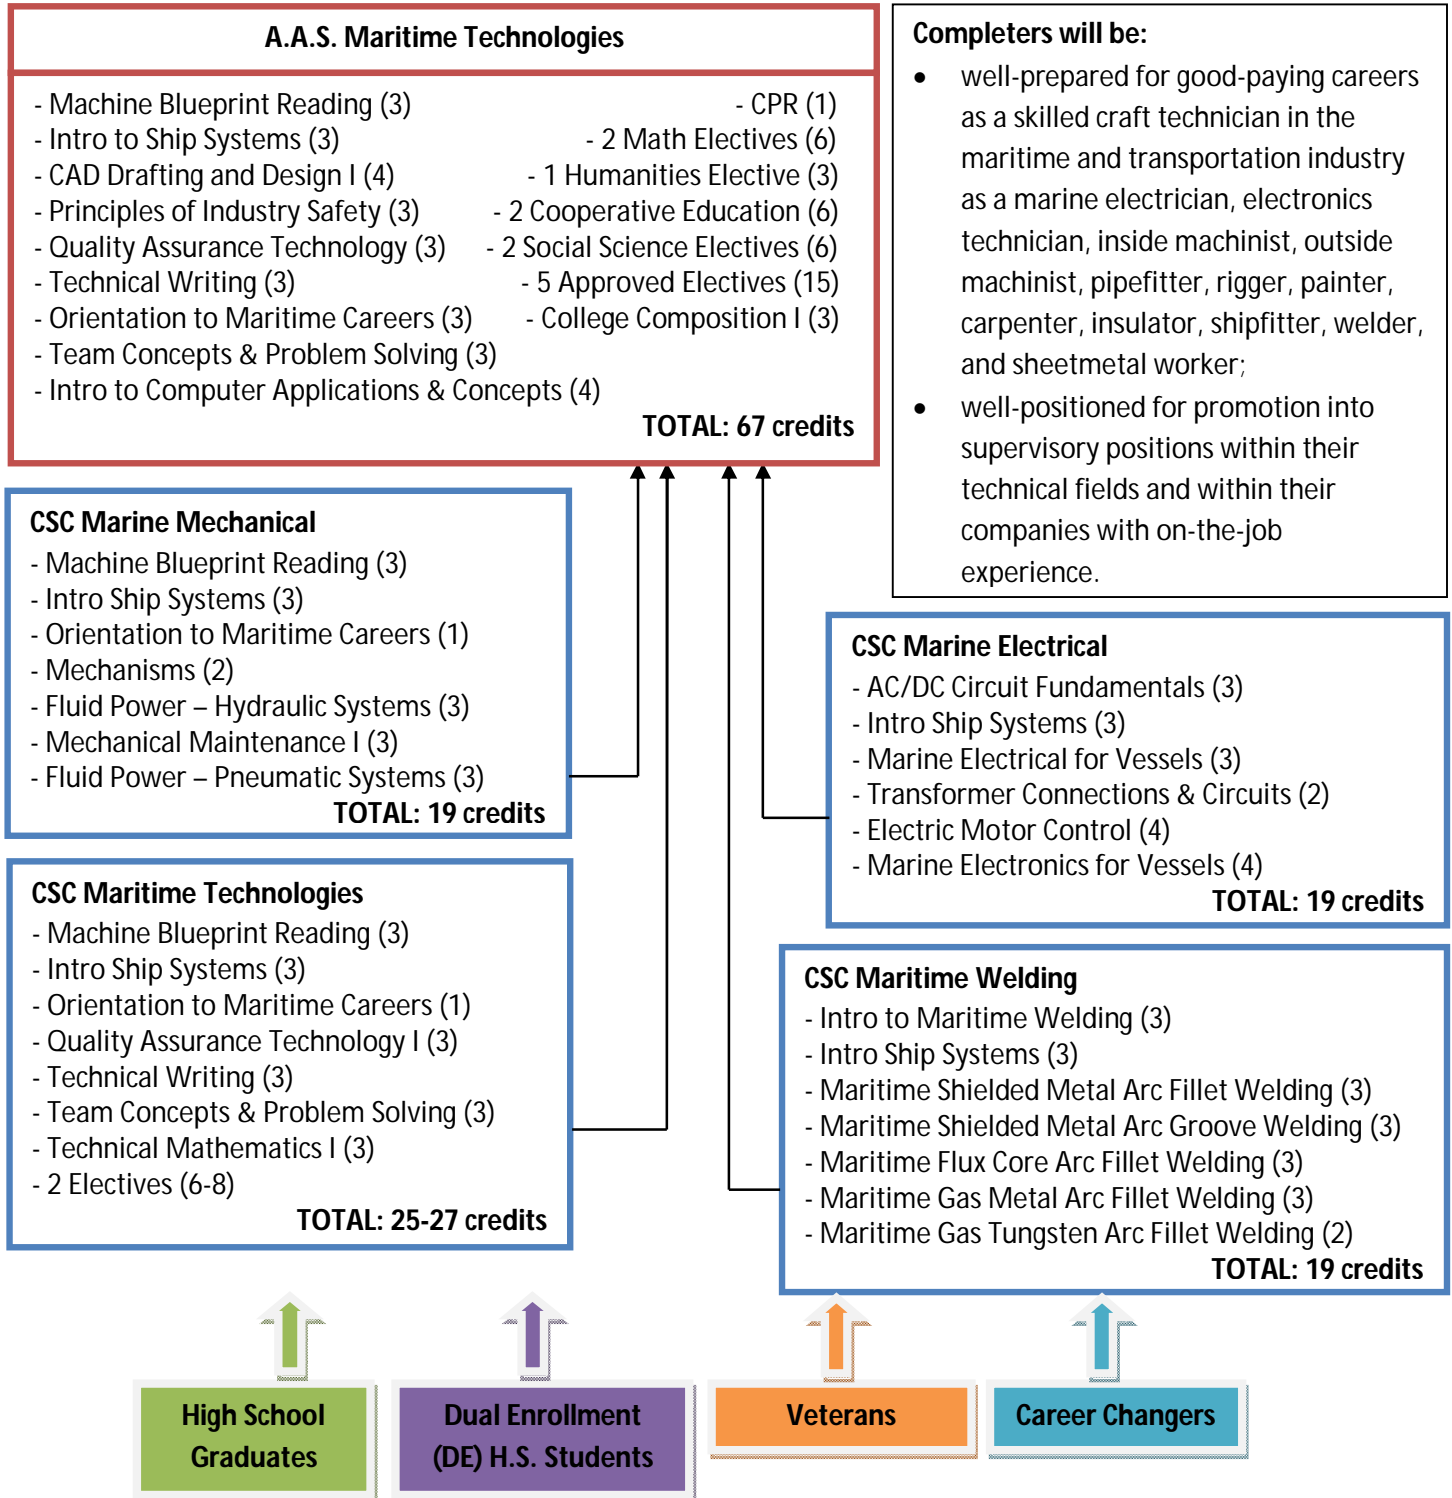 A.A.S. Maritime Technologies
- Machine Blueprint Reading (3)
- Intro to Ship Systems (3)
- CAD Drafting and Design I (4)
- Principles of Industry Safety (3)
- Quality Assurance Technology (3)
- Technical Writing (3)
- Orientation to Maritime Careers (3)
- Team Concepts & Problem Solving (3)
- Intro to Computer Applications & Concepts (4)
- CPR (1)
- 2 Math Electives (6)
- 1 Humanities Elective (3)
- 2 Cooperative Education (6)
- 2 Social Science Electives (6)
- 5 Approved Electives (15)
- College Composition I (3)
TOTAL: 67 credits
Completers will be:
• well-prepared for good-paying careers
as a skilled craft technician in the
maritime and transportation industry
as a marine electrician, electronics
technician, inside machinist, outside
machinist, pipefitter, rigger, painter,
carpenter, insulator, shipfitter, welder,
and sheetmetal worker;
• well-positioned for promotion into
supervisory positions within their
technical fields and within their
companies with on-the-job
experience.
CSC Marine Mechanical
- Machine Blueprint Reading (3)
- Intro Ship Systems (3)
- Orientation to Maritime Careers (1)
- Mechanisms (2)
- Fluid Power – Hydraulic Systems (3)
- Mechanical Maintenance I (3)
- Fluid Power – Pneumatic Systems (3)
TOTAL: 19 credits
CSC Marine Electrical
- AC/DC Circuit Fundamentals (3)
- Intro Ship Systems (3)
- Marine Electrical for Vessels (3)
- Transformer Connections & Circuits (2)
- Electric Motor Control (4)
- Marine Electronics for Vessels (4)
TOTAL: 19 credits
CSC Maritime Technologies
- Machine Blueprint Reading (3)
- Intro Ship Systems (3)
- Orientation to Maritime Careers (1)
- Quality Assurance Technology I (3)
- Technical Writing (3)
- Team Concepts & Problem Solving (3)
- Technical Mathematics I (3)
- 2 Electives (6-8)
TOTAL: 25-27 credits
CSC Maritime Welding
- Intro to Maritime Welding (3)
- Intro Ship Systems (3)
- Maritime Shielded Metal Arc Fillet Welding (3)
- Maritime Shielded Metal Arc Groove Welding (3)
- Maritime Flux Core Arc Fillet Welding (3)
- Maritime Gas Metal Arc Fillet Welding (3)
- Maritime Gas Tungsten Arc Fillet Welding (2)
TOTAL: 19 credits
High School
Graduates
Dual Enrollment
(DE) H.S. Students
Veterans
Career Changers